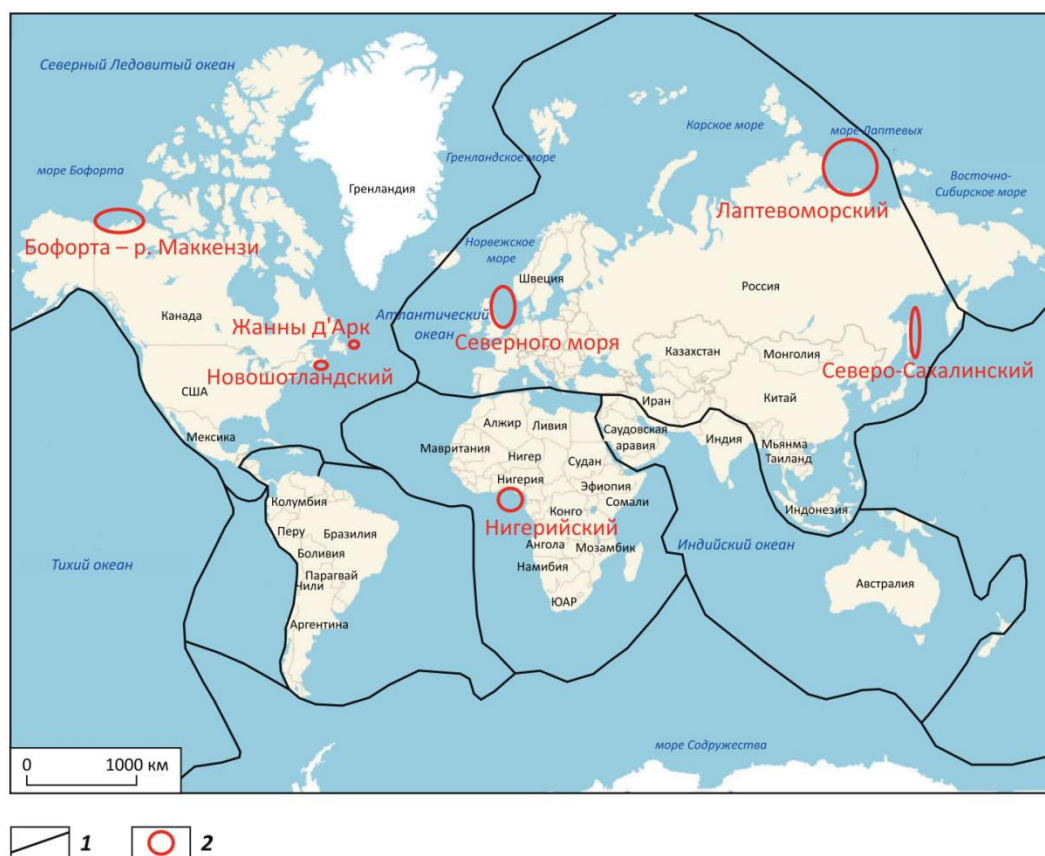 Северный Ледовитый океан
Карское море
море Лаптевых
море Бофорта
Гренландское море
Гренландия
Восточно-
Сибирское море
Лаптевоморский
Бофорта – р. Маккензи
Норвежское
море
Швеция
Россия
Канада
Атлантический
океан
Жанны д'Арк
Северного моря
Казахстан
Монголия
Новошотландский
Северо-Сахалинский
США
Иран
Китай
Мексика
Алжир
Ливия
Саудовская
аравия
Индия
Мьянма
Таиланд
Мавритания
Нигер
Судан
Нигерия
Эфиопия
Сомали
Колумбия
Конго
Индонезия
Нигерийский
Перу
Бразилия
Ангола
Мозамбик
Индийский океан
Боливия
Тихий океан
Намибия
Парагвай
Чили
Австралия
ЮАР
Аргентина
море Содружества
0 1000 км
1 2